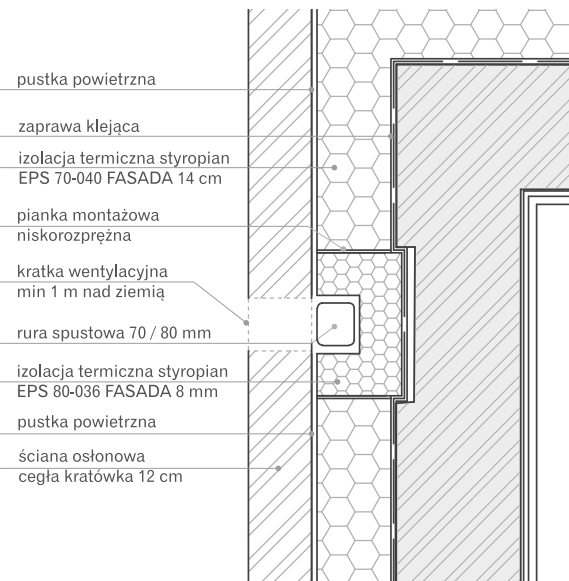 pustka powietrzna
zaprawa klejąca
izolacja termiczna styropian
EPS 70-040 FASADA 14 cm
pianka montażowa
niskorozprężna
kratka wentylacyjna
min 1 m nad ziemią
rura spustowa 70 / 80 mm
izolacja termiczna styropian
EPS 80-036 FASADA 8 mm
pustka powietrzna
ściana osłonowa
cegła kratówka 12 cm